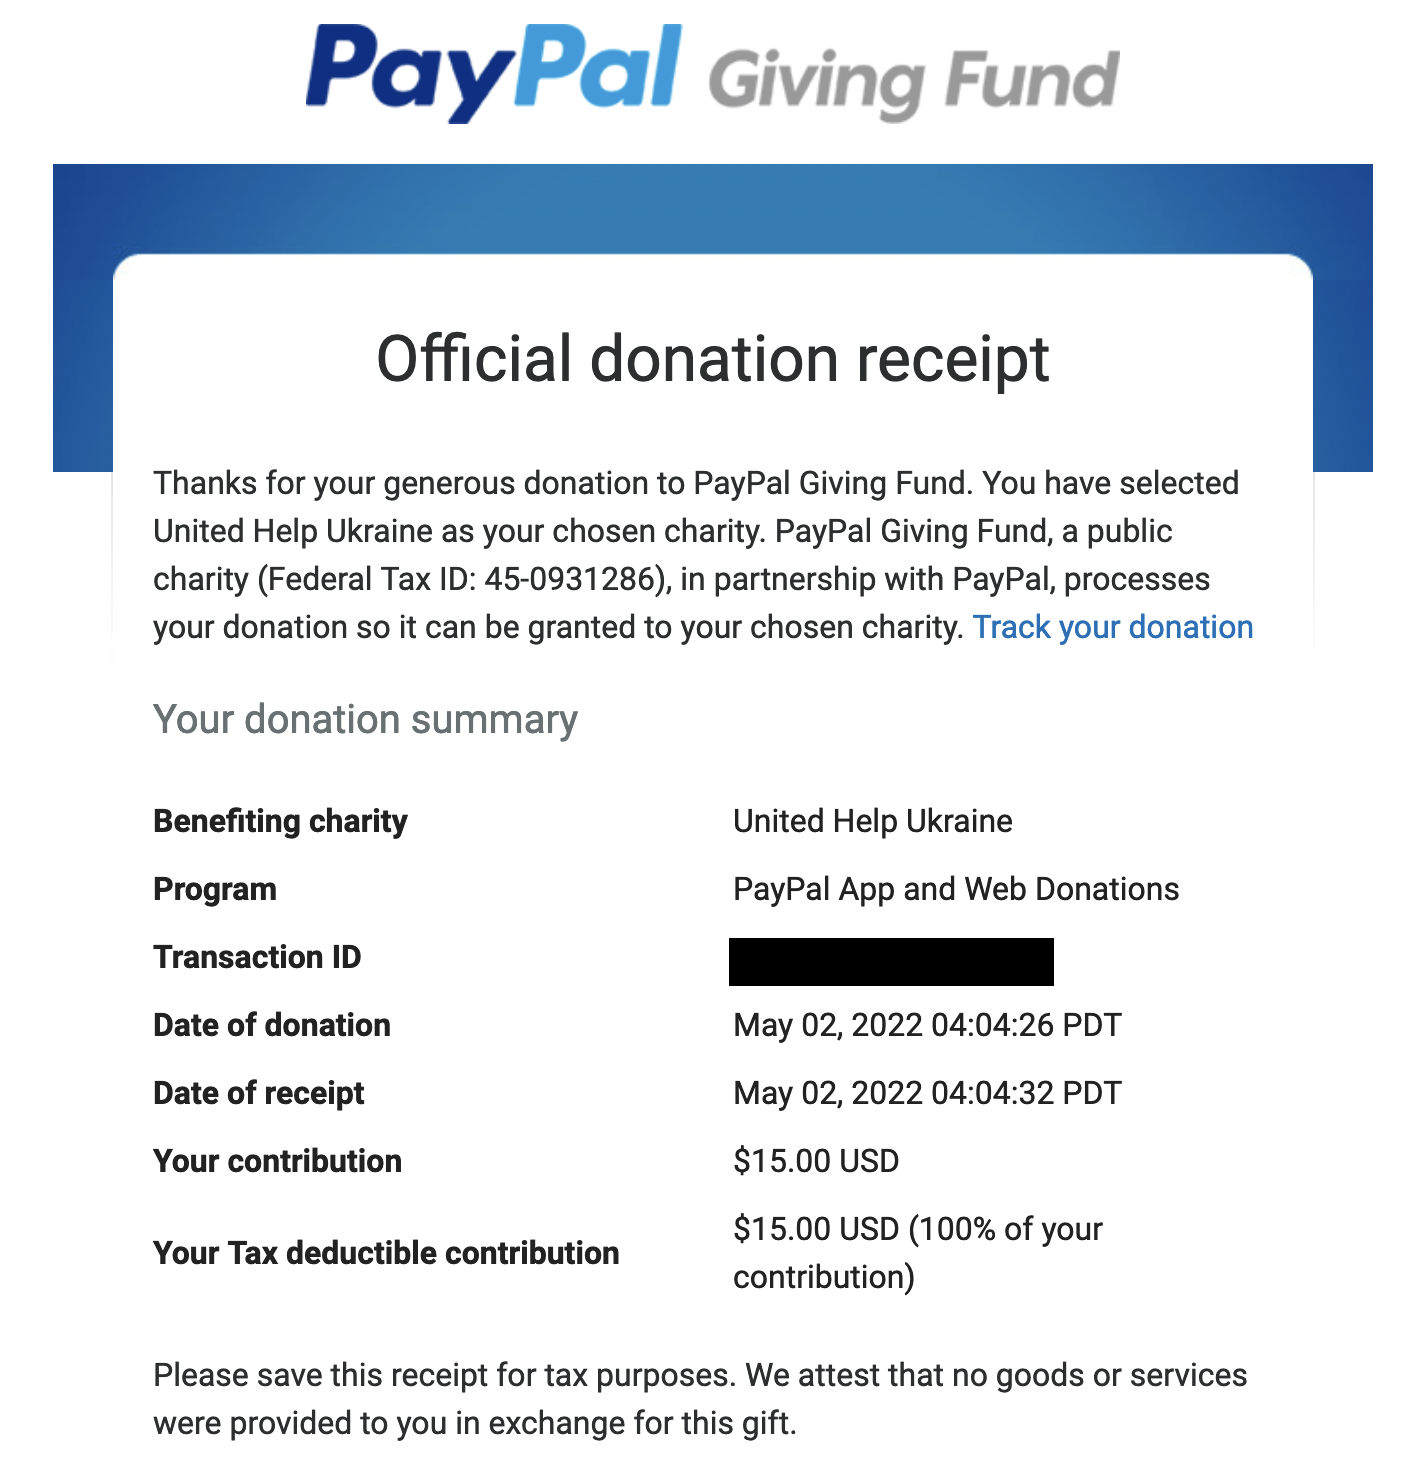 PayPal Giving Fund
Official donation receipt
Thanks for your generous donation to PayPal Giving Fund. You have selected
United Help Ukraine as your chosen charity. PayPal Giving Fund, a public
charity (Federal Tax ID: 45-0931286), in partnership with PayPal, processes
your donation so it can be granted to your chosen charity. Track your donation
Your donation summary
Benefiting charity United Help Ukraine
Program PayPal App and Web Donations
Transaction ID
Date of donation May 02, 2022 04:04:26 PDT
Date of receipt May 02, 2022 04:04:32 PDT
Your contribution $15.00 USD
Your Tax deductible contribution $15.00 USD (100% of your
contribution)
Please save this receipt for tax purposes. We attest that no goods or services
were provided to you in exchange for this gift.